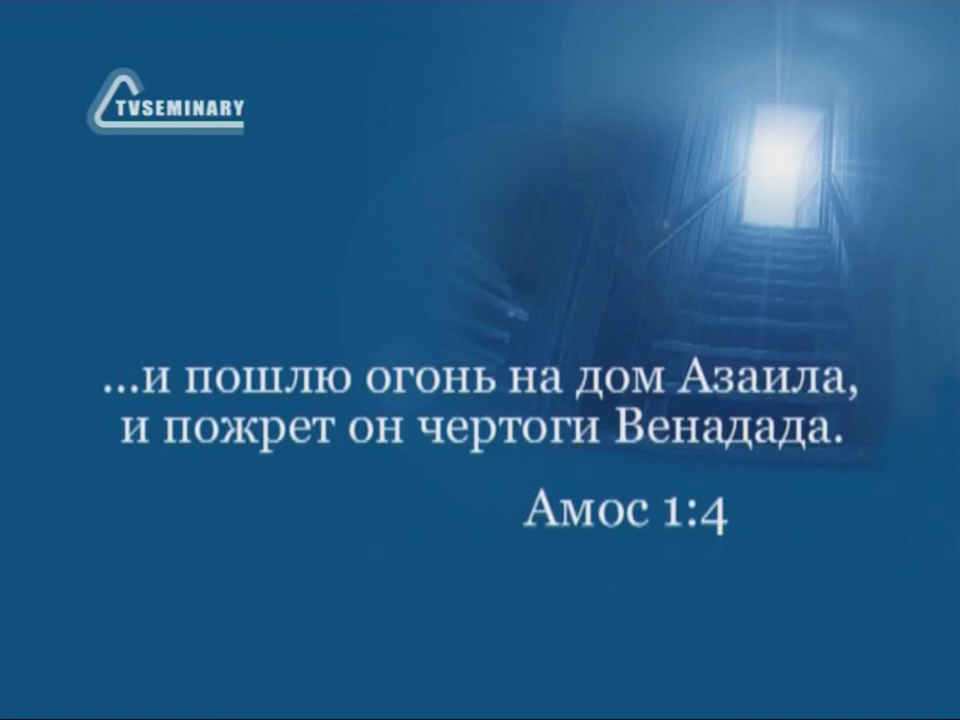 TVSEMINARY
...и пошлю огонь на дом Азаила,
и пожрет он чертоги Венадада.
Амос 1:4